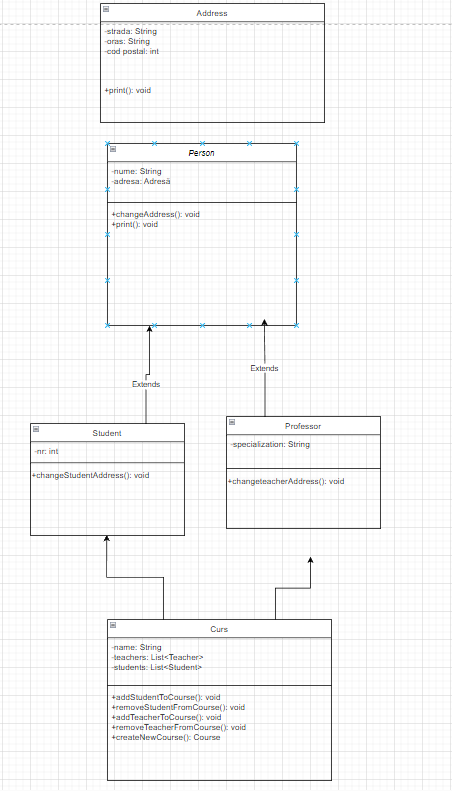 Address
-strada: String
-oras: String
-cod postal: int
+print(): void
Person
-nume: String
-adresa: Adresă
+changeAddress(): void
+print(): void
Extends
Extends
Student
-nr: int
+changeStudentAddress(): void
Professor
-specialization: String
+changeteacherAddress(): void
Curs
-name: String
-teachers: List<Teacher>
-students: List<Student>
+addStudentToCourse(): void
+removeStudentFromCourse(): void
+addTeacherToCourse(): void
+removeTeacherFromCourse(): void
+createNewCourse(): Course